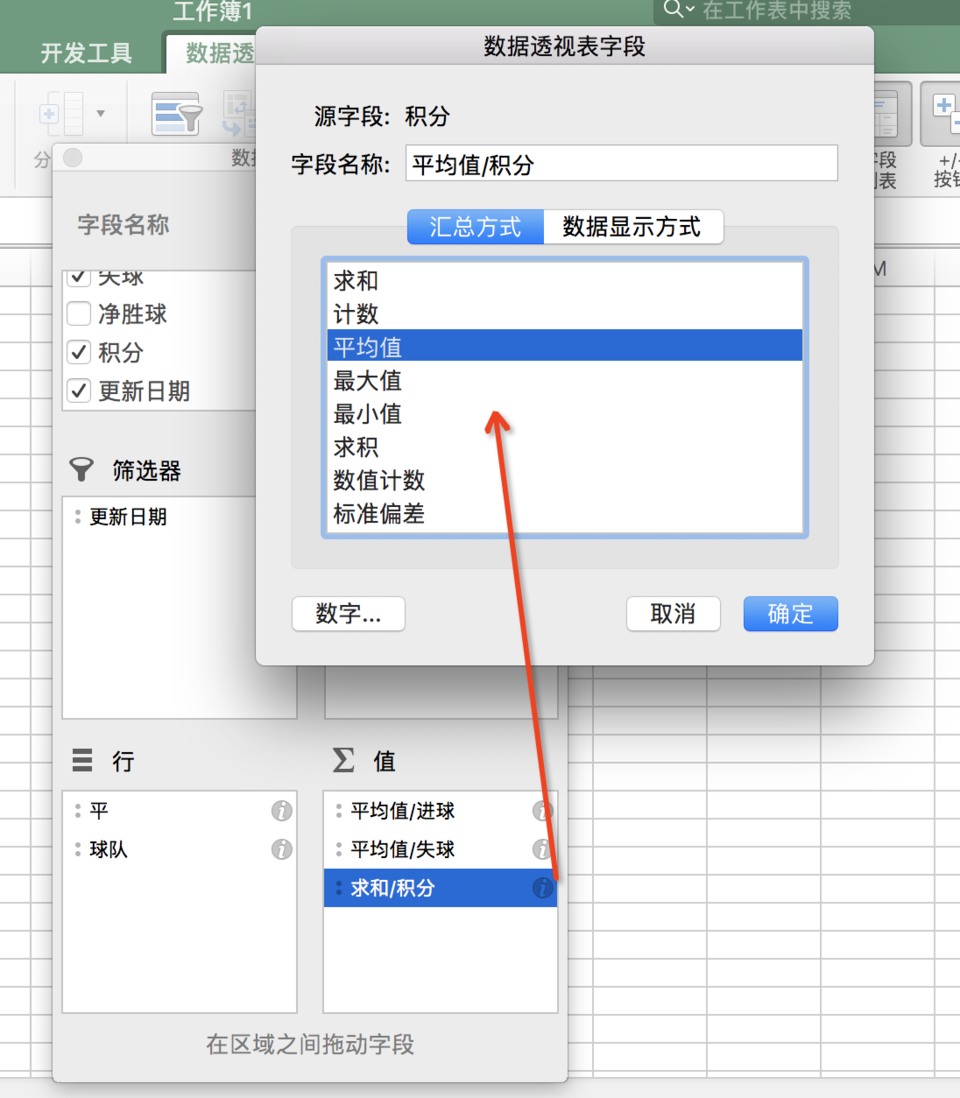 工作簿1
在工作表中搜索
开发工具
数据透
数据透视表字段
源字段: 积分
字段名称: 平均值/积分
汇总方式
数据显示方式
求和
计数
平均值
最大值
最小值
求积
数值计数
标准偏差
数字...
取消
确定
分
数
字段
列表
+/-
按钮
M
字段名称
失球
净胜球
积分
更新日期
筛选器
更新日期
行
值
平
球队
平均值/进球
平均值/失球
求和/积分
在区域之间拖动字段